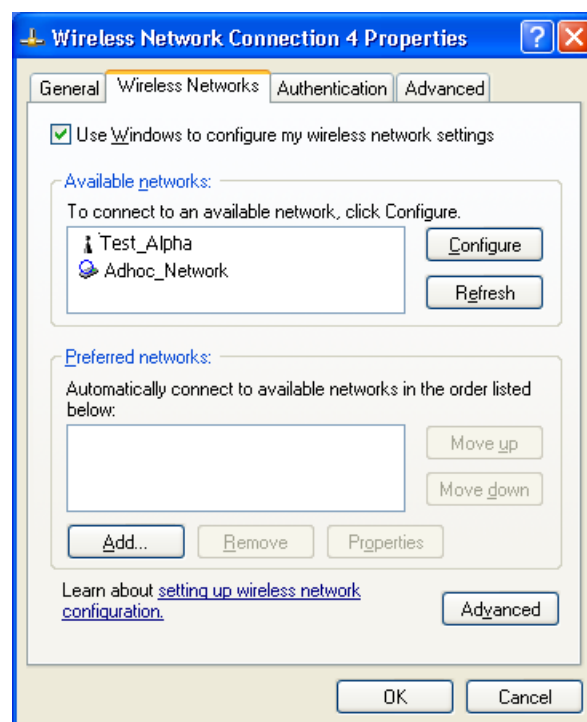 Wireless Network Connection 4 Properties
General Wireless Networks Authentication Advanced
Use Windows to configure my wireless network settings
Available networks:
To connect to an available network, click Configure.
Test_Alpha
Adhoc_Network
Configure
Refresh
Preferred networks:
Automatically connect to available networks in the order listed
below:
Move up
Move down
Add... Remove Properties
Learn about setting up wireless network
configuration.
Advanced
OK Cancel